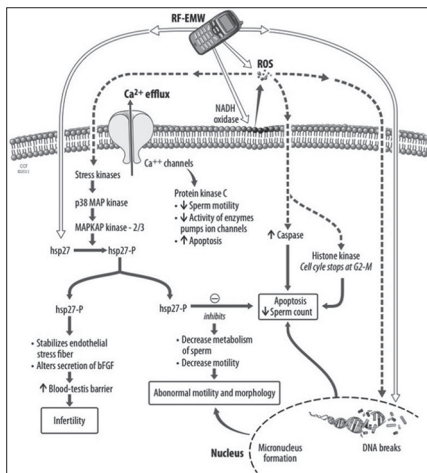 RF-EMW
ROS
Ca²⁺ efflux
NADH
oxidase
Ca⁺⁺ channels
Stress kinases
p38 MAP kinase
MAPKAP kinase - 2/3
hsp27
hsp27-P
Protein kinase C
• ↓ Sperm motility
• ↓ Activity of enzymes
pumps ion channels
• ↑ Apoptosis
↑ Caspase
Histone kinase
Cell cyle stops at G2-M
hsp27-P
hsp27-P
inhibits
Apoptosis
↓ Sperm count
• Stabilizes endothelial
stress fiber
• Alters secretion of bFGF
↑ Blood-testis barrier
Infertility
• Decrease metabolism
of sperm
• Decrease motility
Abonormal motility and morphology
Nucleus
Micronucleus
formation
DNA breaks